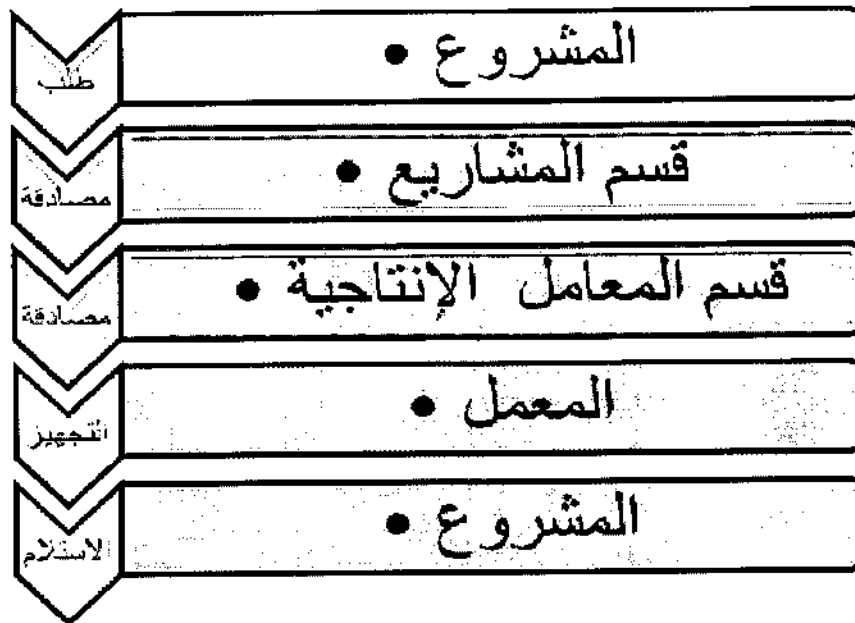 المشروع •
طلب
قسم المشاريع •
مصادقة
قسم المعامل الإنتاجية •
مصادقة
المعمل •
التجهيز
المشروع •
الاستلام